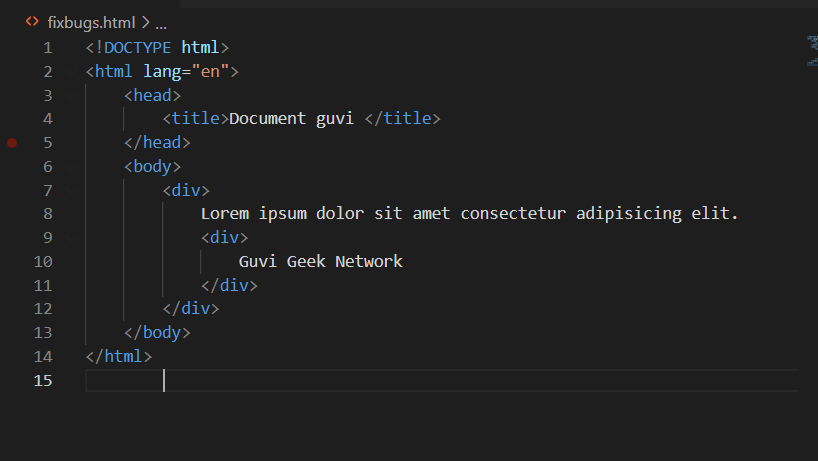 fixbugs.html > ...
1 <!DOCTYPE html>
2 <html lang="en">
3 <head>
4 <title>Document guvi </title>
5 </head>
6 <body>
7 <div>
8 Lorem ipsum dolor sit amet consectetur adipisicing elit.
9 <div>
10 Guvi Geek Network
11 </div>
12 </div>
13 </body>
14 </html>
15